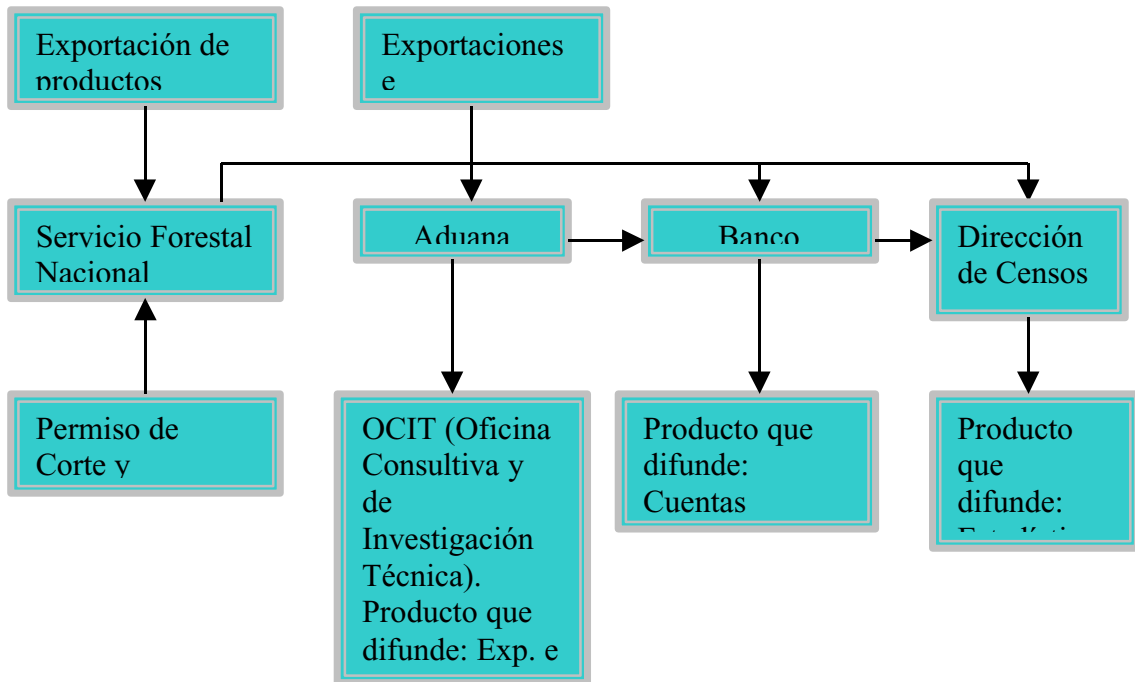 Exportación de
productos
Exportaciones
e
Servicio Forestal
Nacional
Aduana
Banco
Dirección
de Censos
Permiso de
Corte y
OCIT (Oficina
Consultiva y
de
Investigación
Técnica).
Producto que
difunde: Exp. e
Producto que
difunde:
Cuentas
Producto
que
difunde: